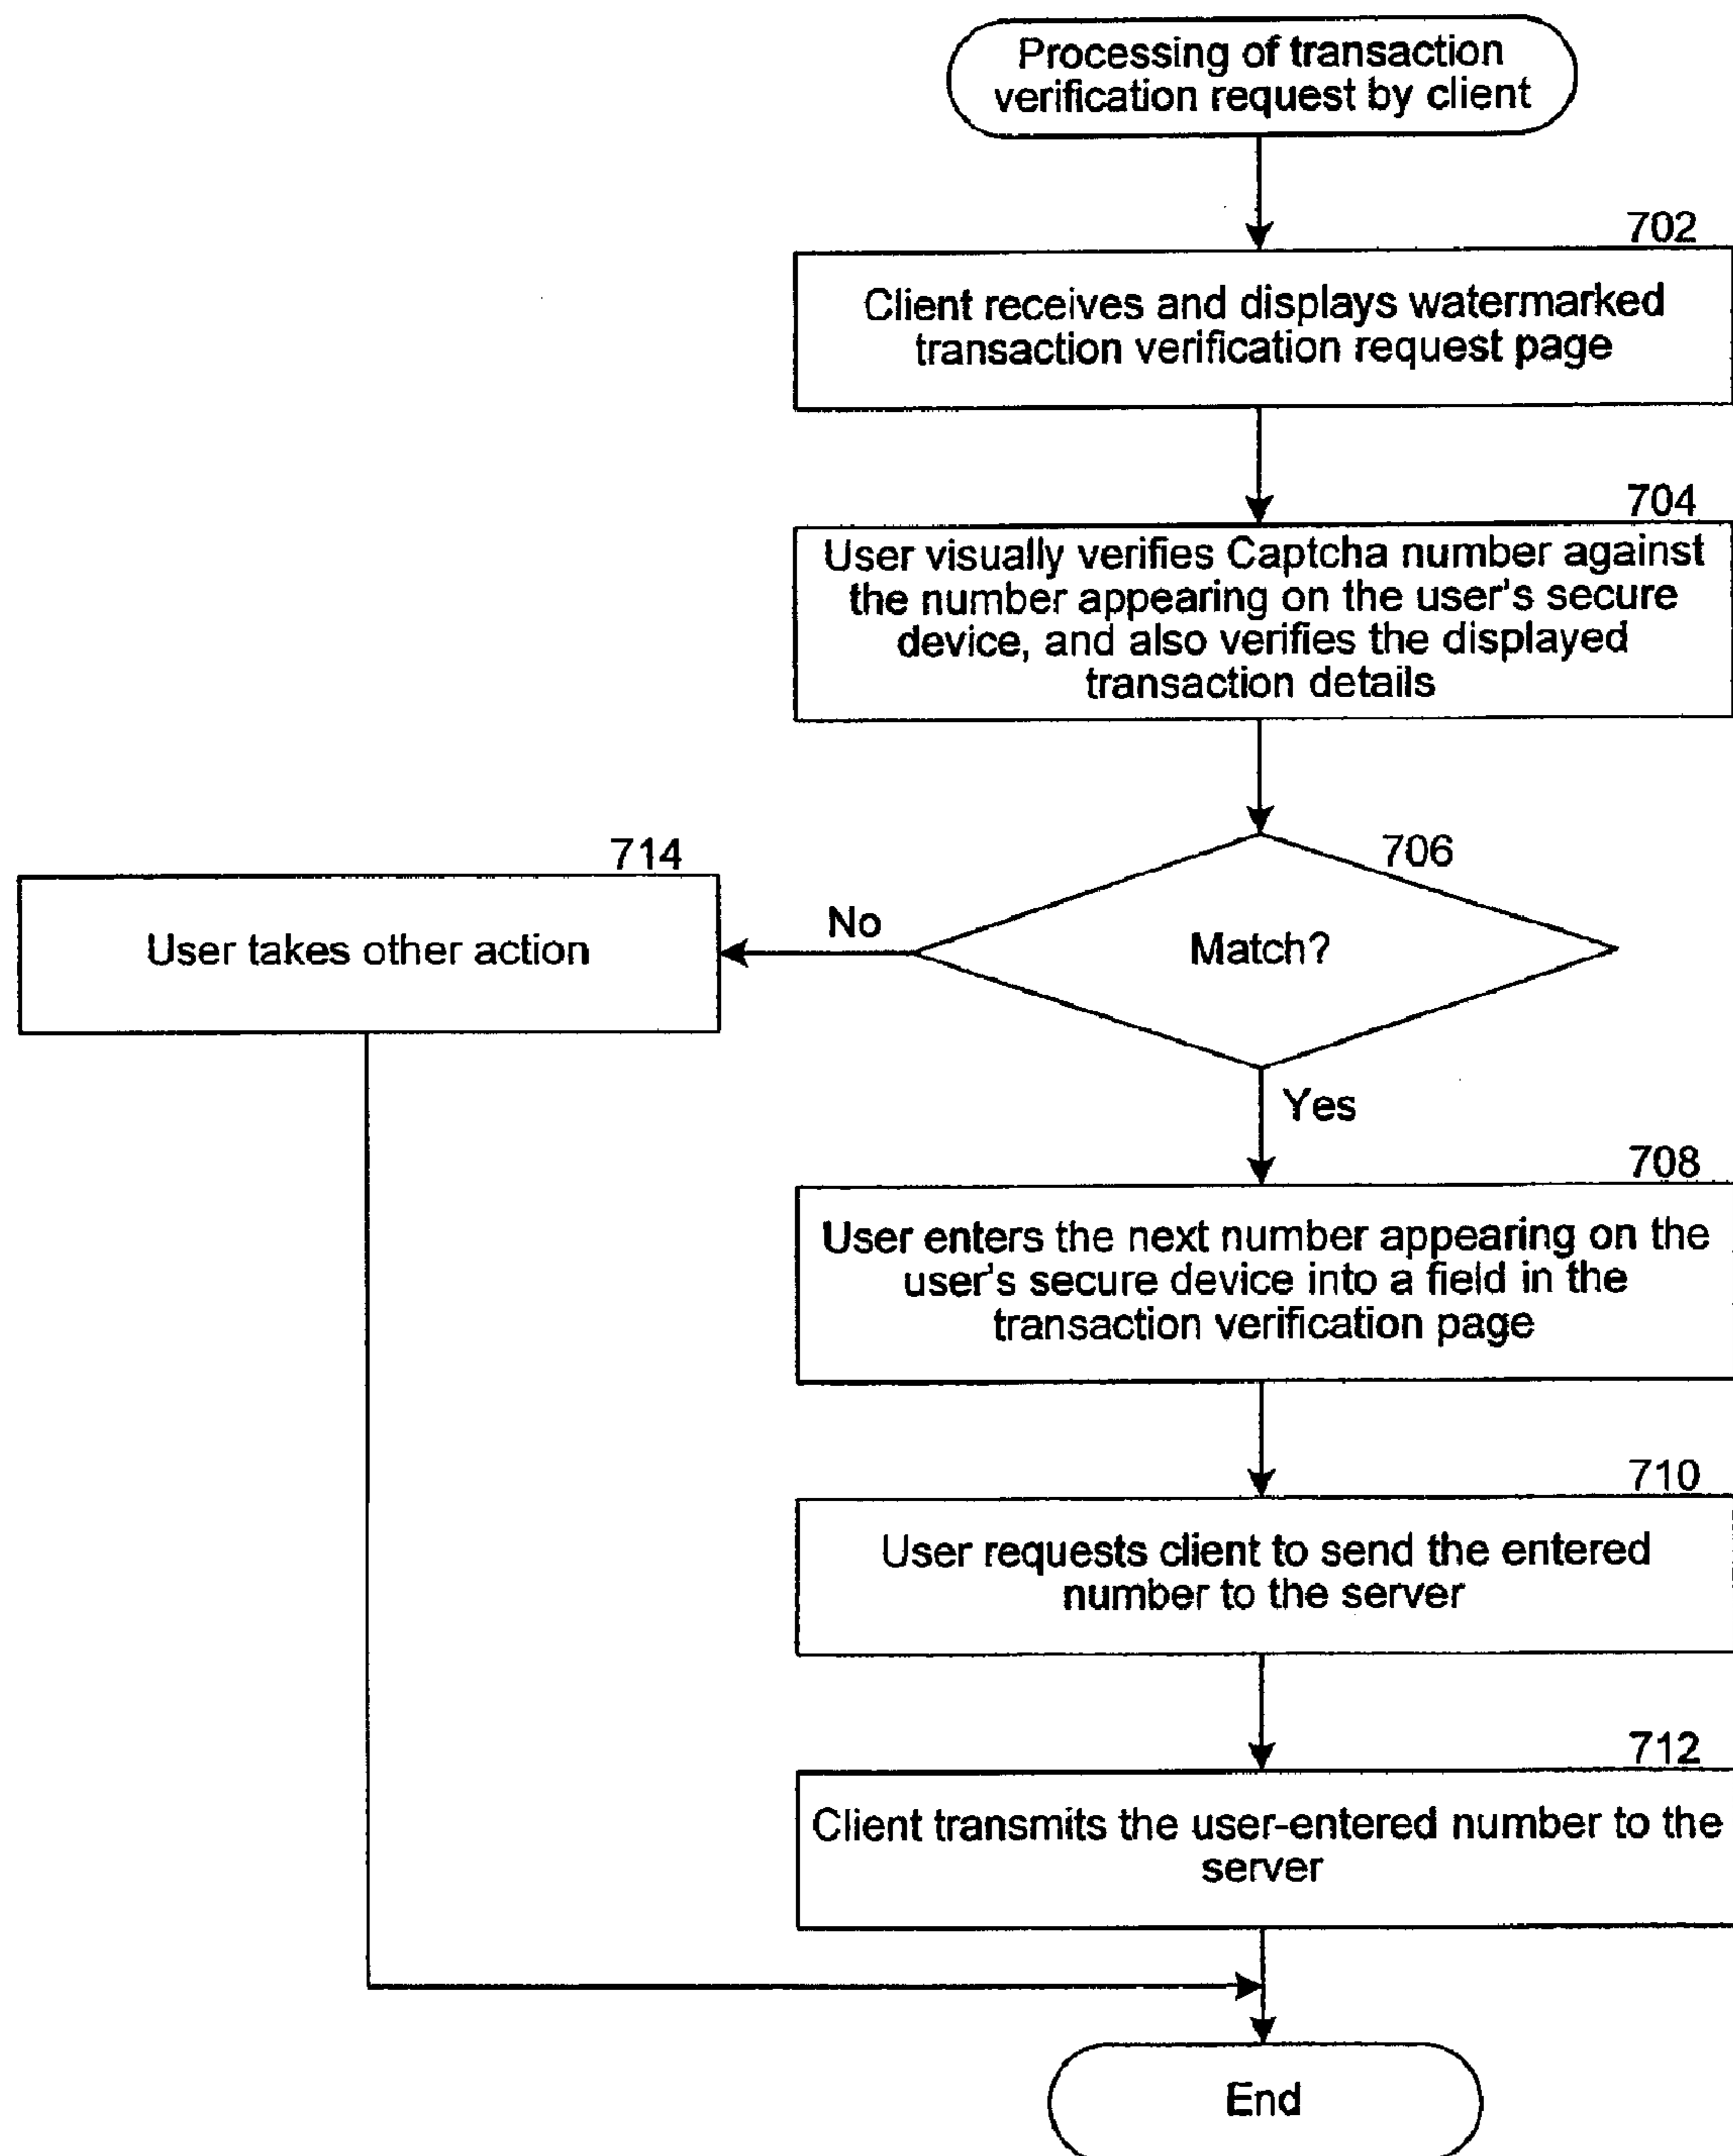 Processing of transaction
verification request by client
702
Client receives and displays watermarked
transaction verification request page
704
User visually verifies Captcha number against
the number appearing on the user's secure
device, and also verifies the displayed
transaction details
706
Match?
No
714
User takes other action
Yes
708
User enters the next number appearing on the
user's secure device into a field in the
transaction verification page
710
User requests client to send the entered
number to the server
712
Client transmits the user-entered number to the
server
End